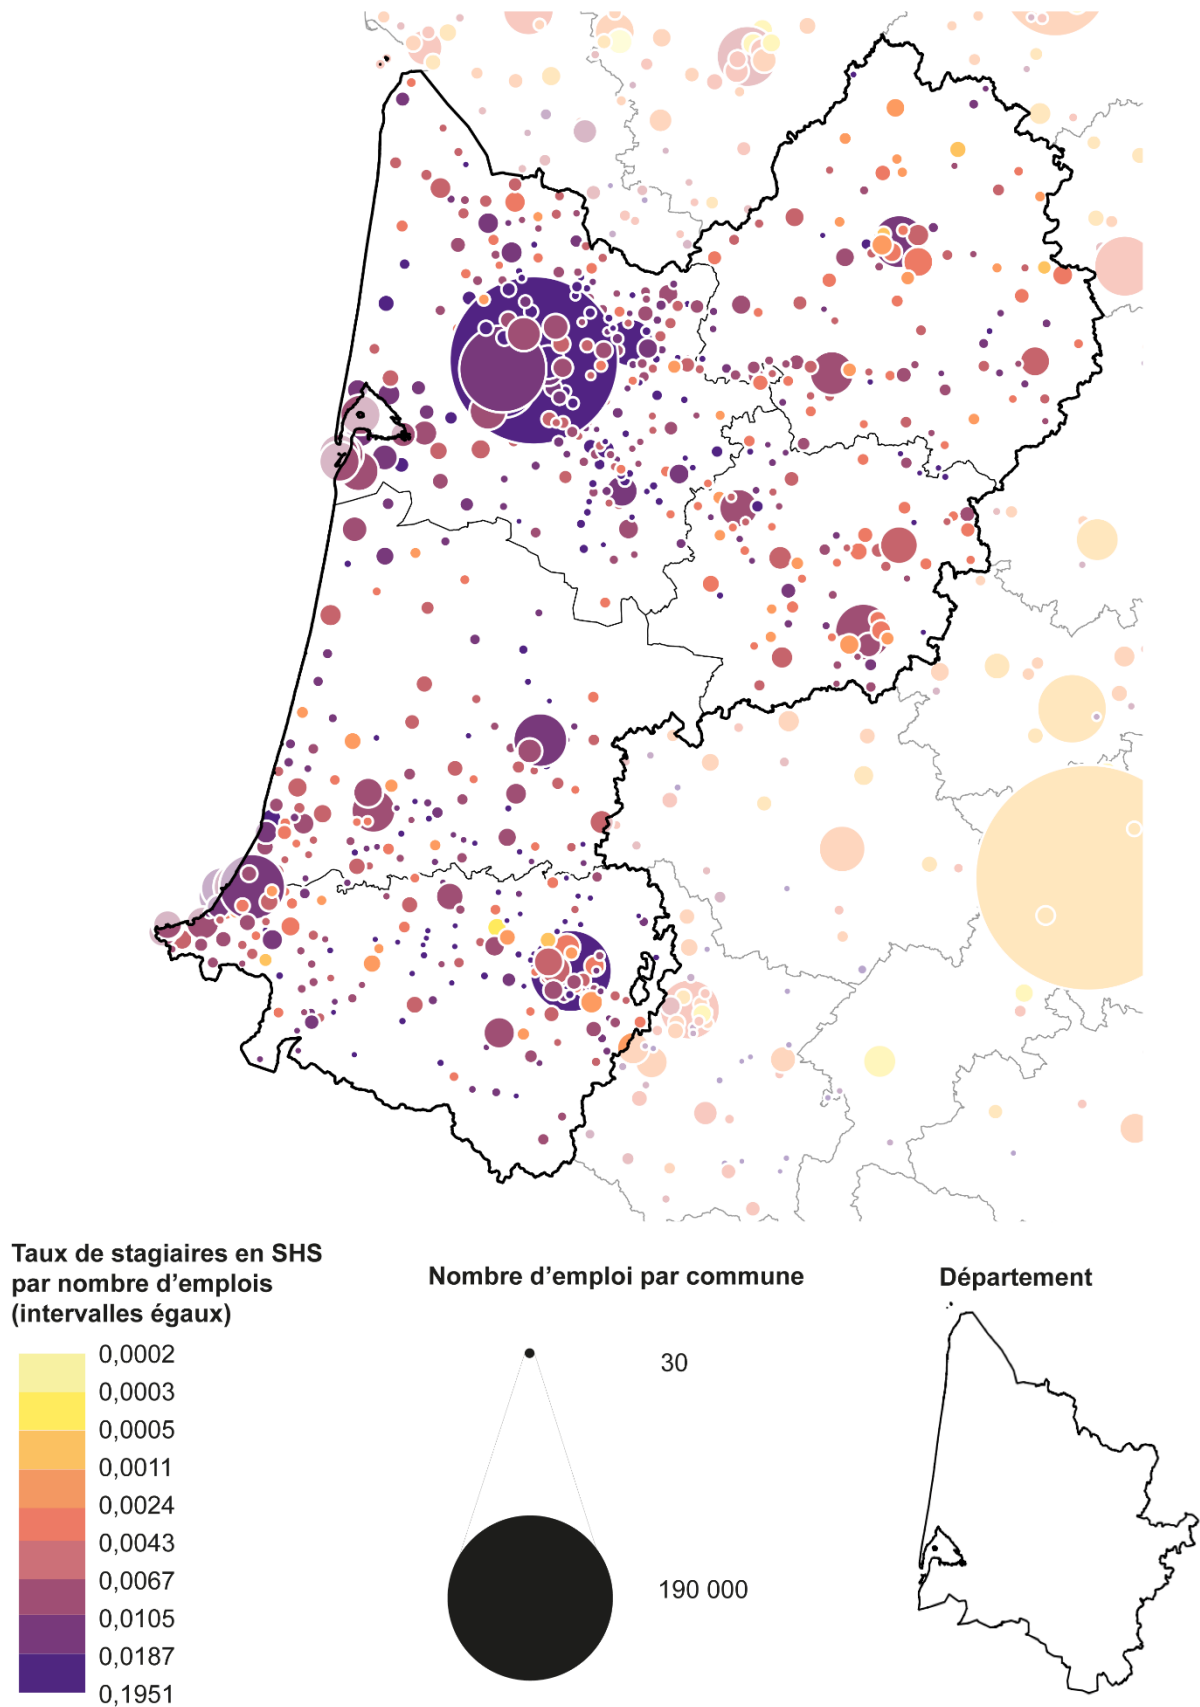 Taux de stagiaires en SHS
par nombre d’emplois
(intervalles égaux)
0,0002
0,0003
0,0005
0,0011
0,0024
0,0043
0,0067
0,0105
0,0187
0,1951
Nombre d’emploi par commune
30
190 000
Département